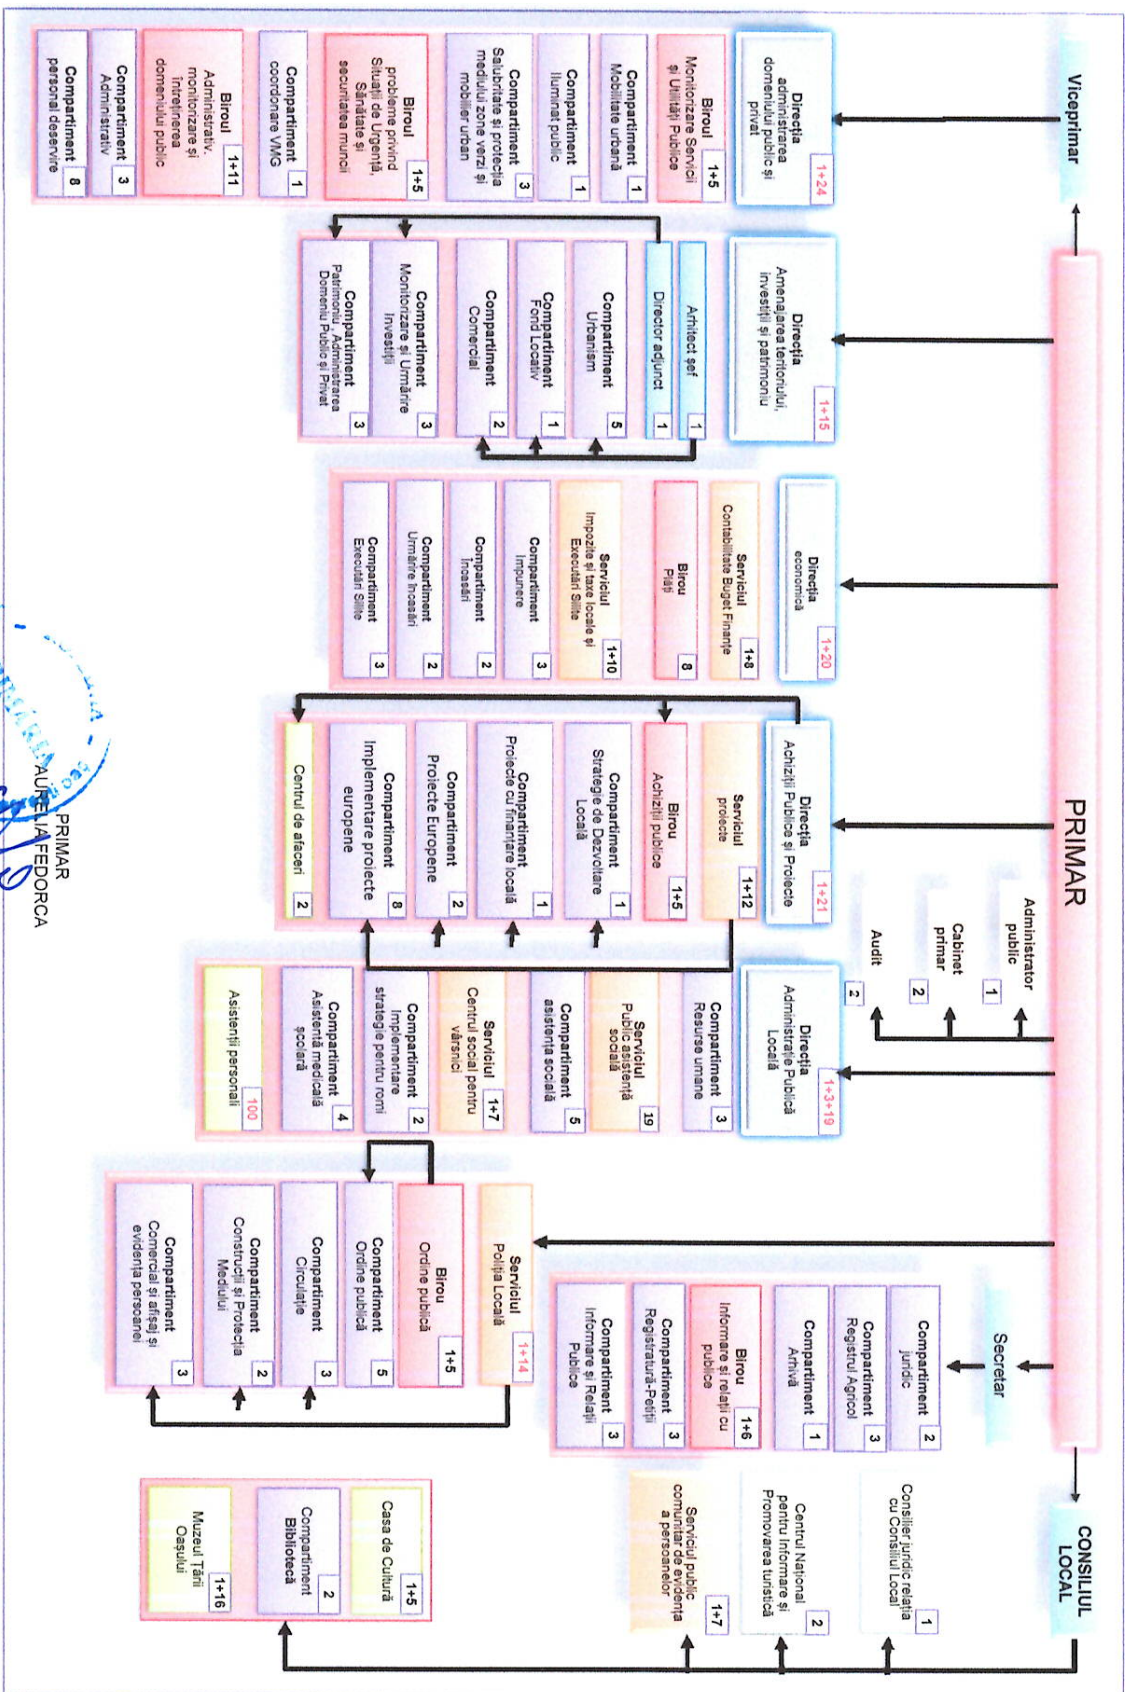 PRIMAR
Viceprimar
CONSILIUL
LOCAL
Administrator
public
1
Cabinet
primar
2
Audit
2
Secretar
Direcția
administrarea
domeniului public și
privat
1+24
Biroul
Monitorizare Servicii
și Utilități Publice
1+5
Compartiment
Mobilitate urbană
1
Compartiment
Iluminat public
1
Compartiment
Salubritate și protecția
mediului zone verzi și
mobilier urban
3
Biroul
probleme privind
Situații de Urgență,
Sănătate și
securitatea muncii
1+5
Compartiment
coordonare VMG
1
Biroul
Administrativ,
monitorizare și
întreținerea
domeniului public
1+11
Compartiment
Administrativ
3
Compartiment
personal deservire
8
Direcția
Amenajarea teritoriului,
investiții și patrimoniu
1+15
Arhitect șef
1
Director adjunct
1
Compartiment
Urbanism
5
Compartiment
Fond Locativ
1
Compartiment
Comercial
2
Compartiment
Monitorizare și Urmărire
Investiții
3
Compartiment
Patrimoniu, Administrarea
Domeniu Public și Privat
3
Direcția
economică
1+20
Serviciul
Contabilitate Buget Finanțe
1+8
Birou
Plăți
8
Serviciul
Impozite și taxe locale și
Executări Silite
1+10
Compartiment
Impunere
3
Compartiment
Încasări
2
Compartiment
Urmărire Incasări
2
Compartiment
Executări Silite
3
Direcția
Achiziții Publice și Proiecte
1+21
Serviciul
proiecte
1+12
Birou
Achiziții publice
1+5
Compartiment
Strategie de Dezvoltare
Locală
1
Compartiment
Proiecte cu finanțare locală
1
Compartiment
Proiecte Europene
2
Compartiment
Implementare proiecte
europene
8
Centrul de afaceri
2
Direcția
Administrație Publică
Locală
1+3+19
Compartiment
Resurse umane
3
Serviciul
Public asistență
socială
19
Compartiment
asistența socială
5
Serviciul
Centrul social pentru
vârsnici
1+7
Compartiment
Implementare
strategie pentru romi
2
Compartiment
Asistentă medicală
școlară
4
Asistenții personali
100
Serviciul
Poliția Locală
1+14
Birou
Ordine publică
1+5
Compartiment
Ordine publică
5
Compartiment
Circulație
3
Compartiment
Construcții și Protecția
Mediului
2
Compartiment
Comercial și afișaj și
evidența persoanei
3
Compartiment
juridic
2
Compartiment
Registrul Agricol
3
Compartiment
Arhivă
1
Birou
Informare și relații cu
publice
1+6
Compartiment
Registratură-Petiții
3
Compartiment
Informare și Relații
Publice
3
Consilier juridic relația
cu Consiliul Local
1
Centrul Național
pentru Informare și
Promovarea turistică
2
Serviciul public
comunitar de evidența
a persoanelor
1+7
Casa de Cultură
1+5
Compartiment
Bibliotecă
2
Muzeul Țării
Oașului
1+16
PRIMAR
AURELIA FEDORCA
PRIMĂRIA